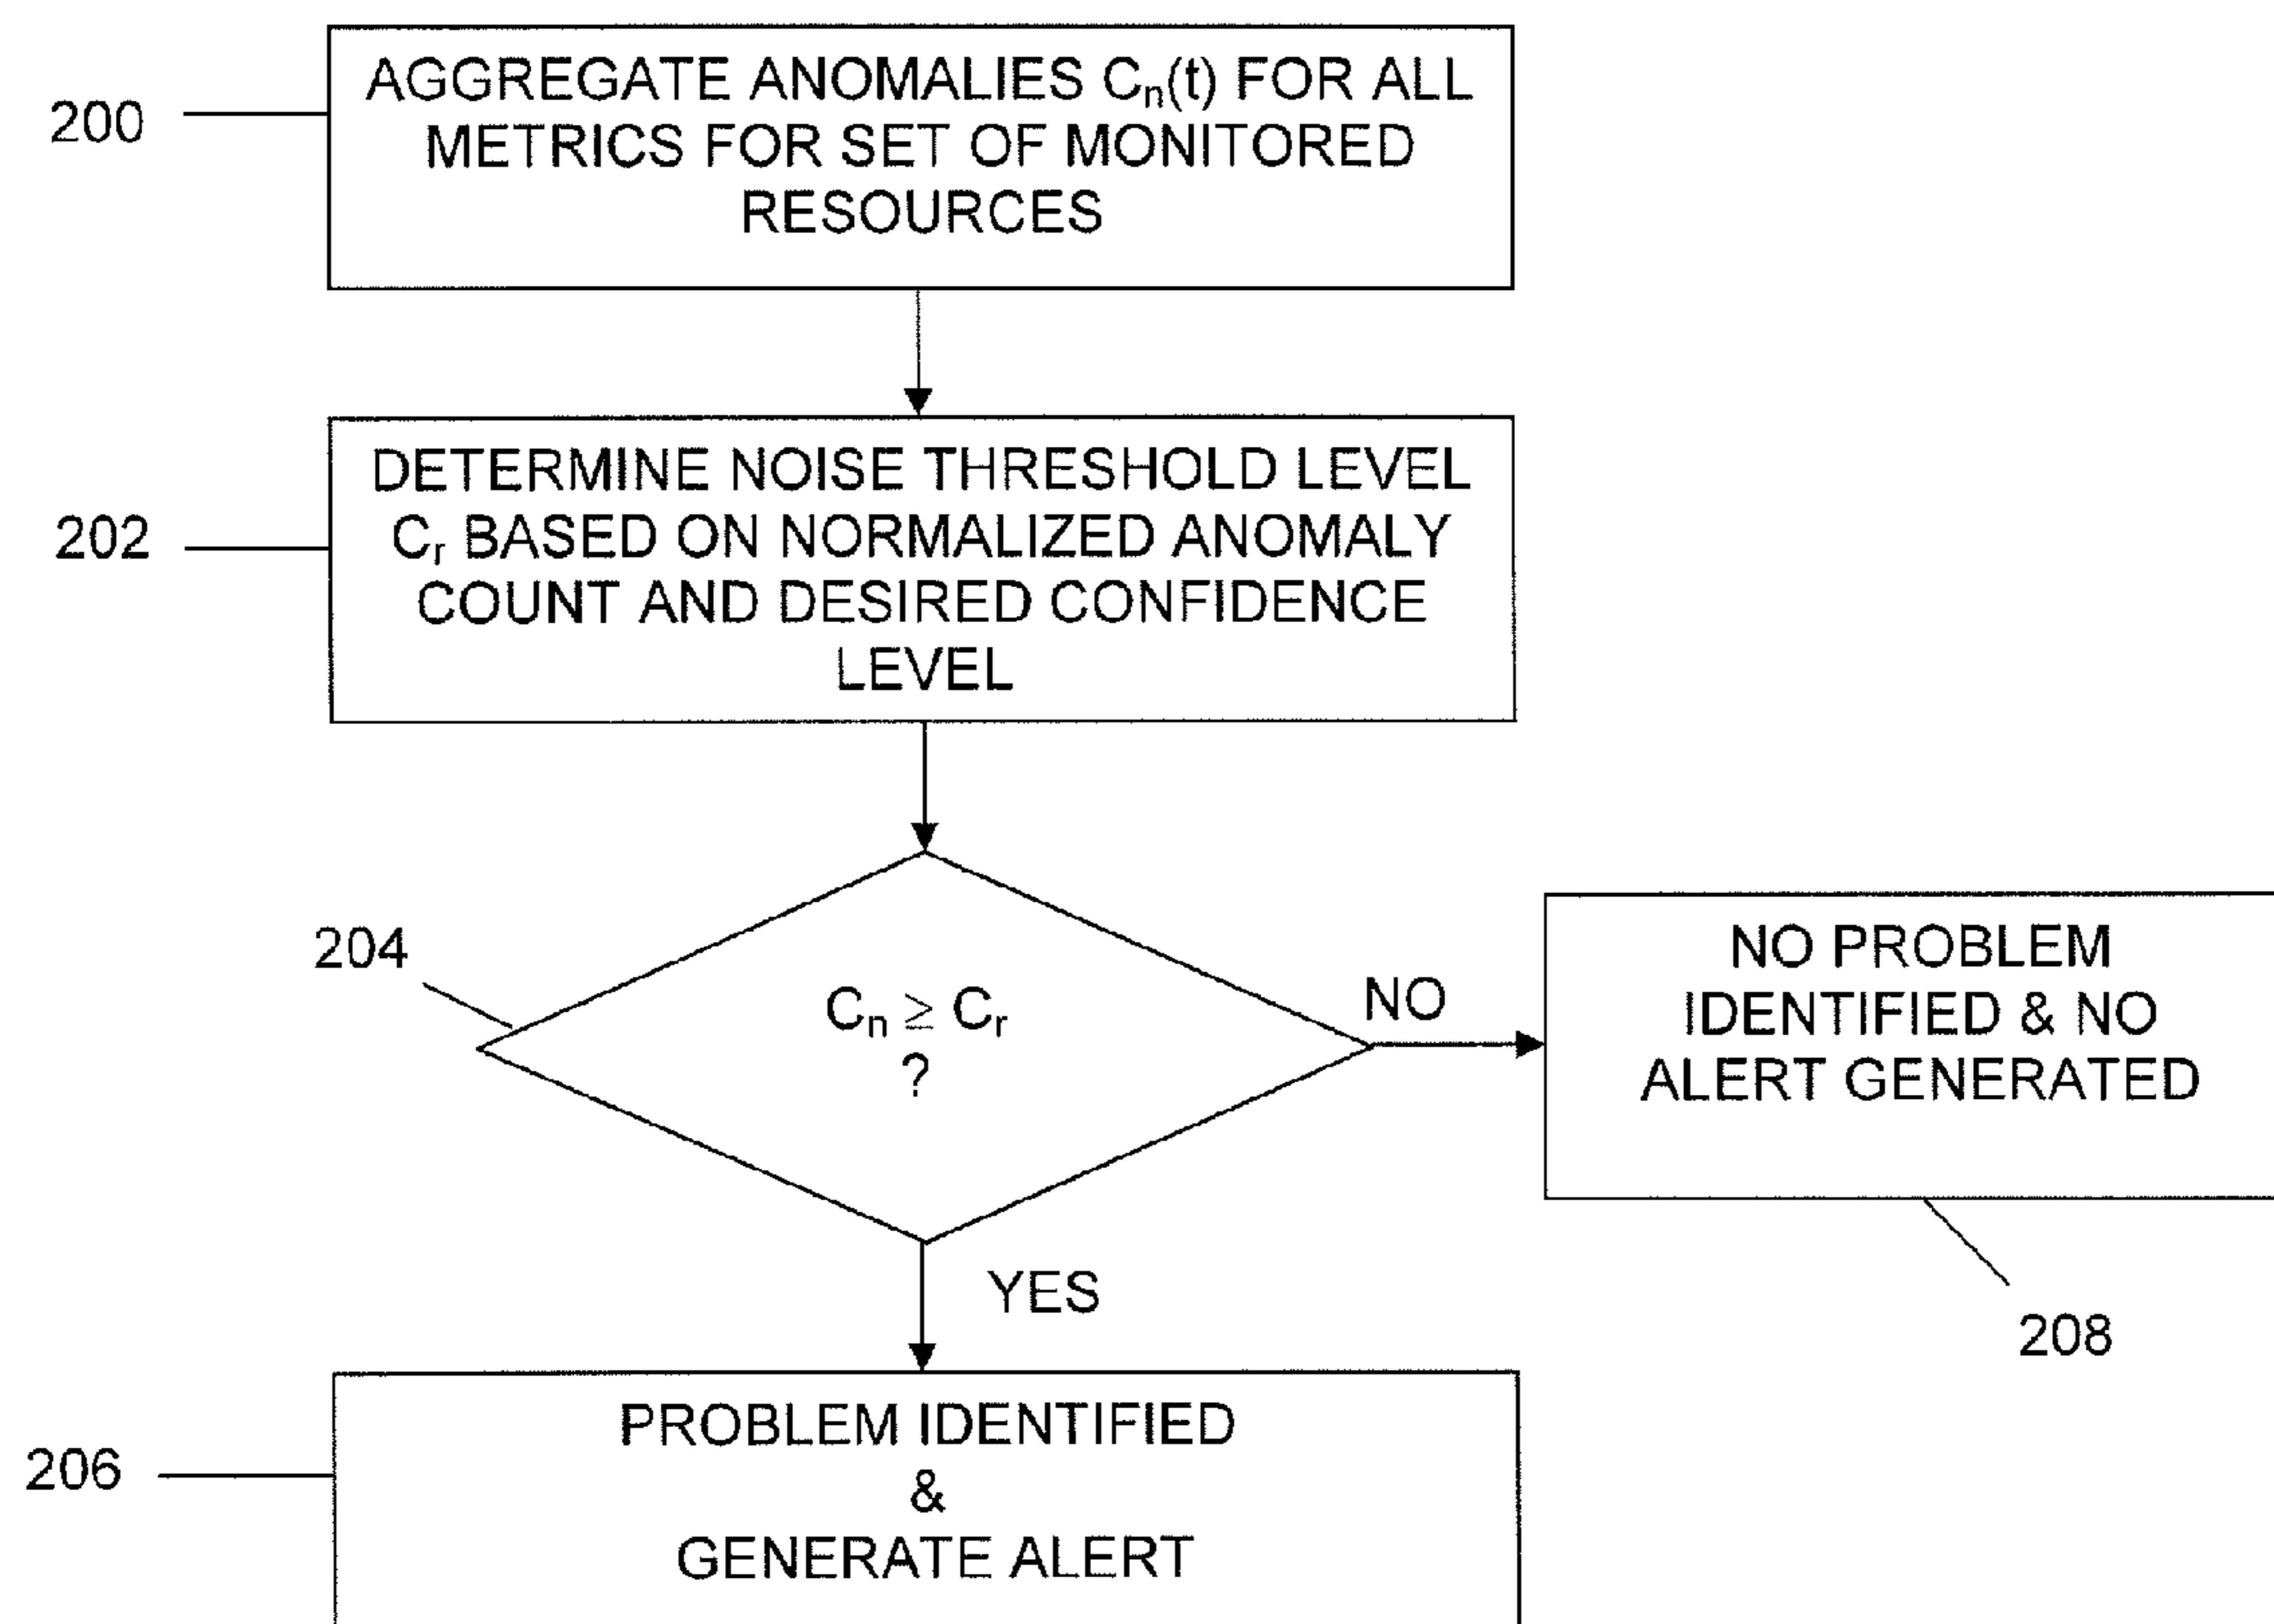 200
AGGREGATE ANOMALIES Cₙ(t) FOR ALL
METRICS FOR SET OF MONITORED
RESOURCES
202
DETERMINE NOISE THRESHOLD LEVEL
Cᵣ BASED ON NORMALIZED ANOMALY
COUNT AND DESIRED CONFIDENCE
LEVEL
204
Cₙ ≥ Cᵣ
?
NO
NO PROBLEM
IDENTIFIED & NO
ALERT GENERATED
208
YES
206
PROBLEM IDENTIFIED
&
GENERATE ALERT